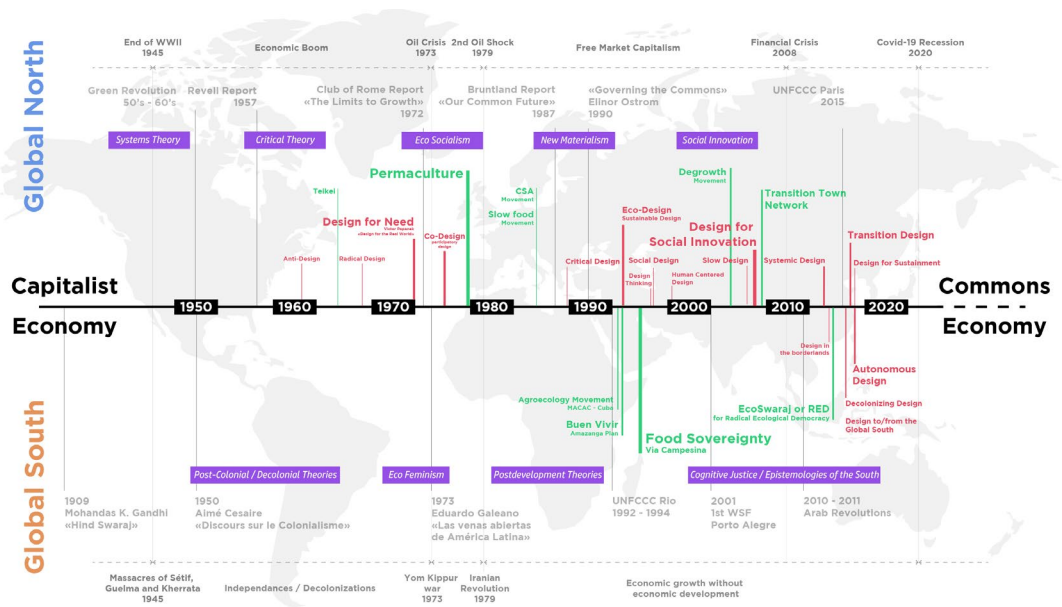 Global North
End of WWII
1945
Economic Boom
Oil Crisis
1973
2nd Oil Shock
1979
Free Market Capitalism
Financial Crisis
2008
Covid-19 Recession
2020
Green Revolution
50's - 60's
Revell Report
1957
Club of Rome Report
«The Limits to Growth»
1972
Bruntland Report
«Our Common Future»
1987
«Governing the Commons»
Elinor Ostrom
1990
UNFCCC Paris
2015
Systems Theory
Critical Theory
Eco Socialism
New Materialism
Social Innovation
Permaculture
Teikei
CSA
Movement
Slow food
Movement
Degrowth
Movement
Transition Town
Network
Design for Need
Victor Papanek
«Design for the Real World»
Co-Design
participatory
design
Anti-Design
Radical Design
Eco-Design
Sustainable Design
Design for
Social Innovation
Critical Design
Social Design
Design
Thinking
Human Centered
Design
Slow Design
Systemic Design
Transition Design
Design for Sustainment
Capitalist
Economy
1950
1960
1970
1980
1990
2000
2010
2020
Commons
Economy
Global South
Design in
the borderlands
Autonomous
Design
Decolonizing Design
Design to/from the
Global South
Agroecology Movement
MACAC - Cuba
Buen Vivir
Amazanga Plan
Food Sovereignty
Via Campesina
EcoSwaraj or RED
for Radical Ecological Democracy
Post-Colonial / Decolonial Theories
Eco Feminism
Postdevelopment Theories
Cognitive Justice / Epistemologies of the South
1909
Mohandas K. Gandhi
«Hind Swaraj»
1950
Aimé Cesaire
«Discours sur le Colonialisme»
1973
Eduardo Galeano
«Las venas abiertas
de América Latina»
UNFCCC Rio
1992 - 1994
2001
1st WSF
Porto Alegre
2010 - 2011
Arab Revolutions
Massacres of Sétif,
Guelma and Kherrata
1945
Independances / Decolonizations
Yom Kippur
war
1973
Iranian
Revolution
1979
Economic growth without
economic development